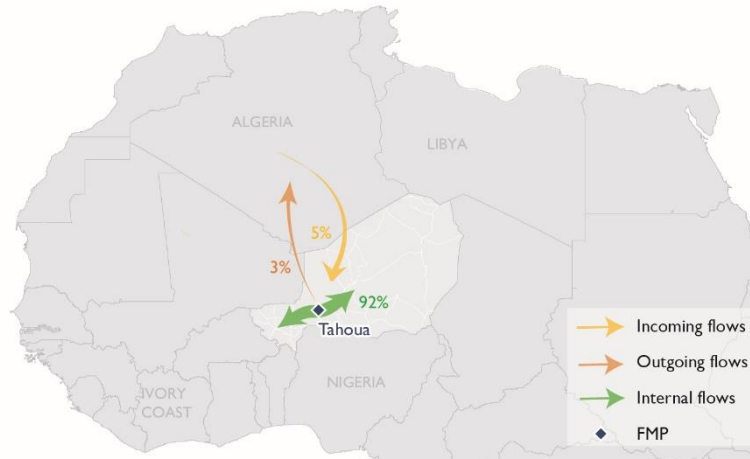 ALGERIA
LIBYA
5%
3%
92%
Tahoua
NIGERIA
IVORY
COAST
Incoming flows
Outgoing flows
Internal flows
FMP